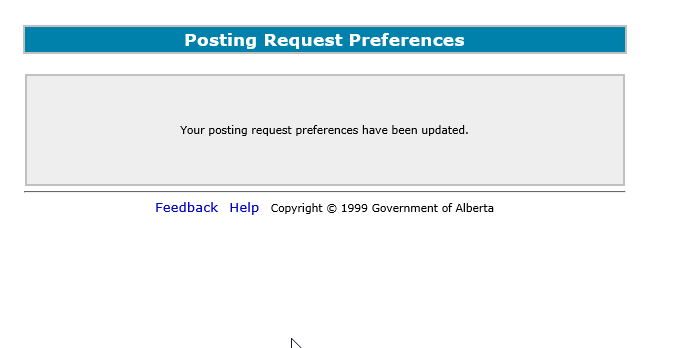 Posting Request Preferences
Your posting request preferences have been updated.
Feedback Help Copyright © 1999 Government of Alberta